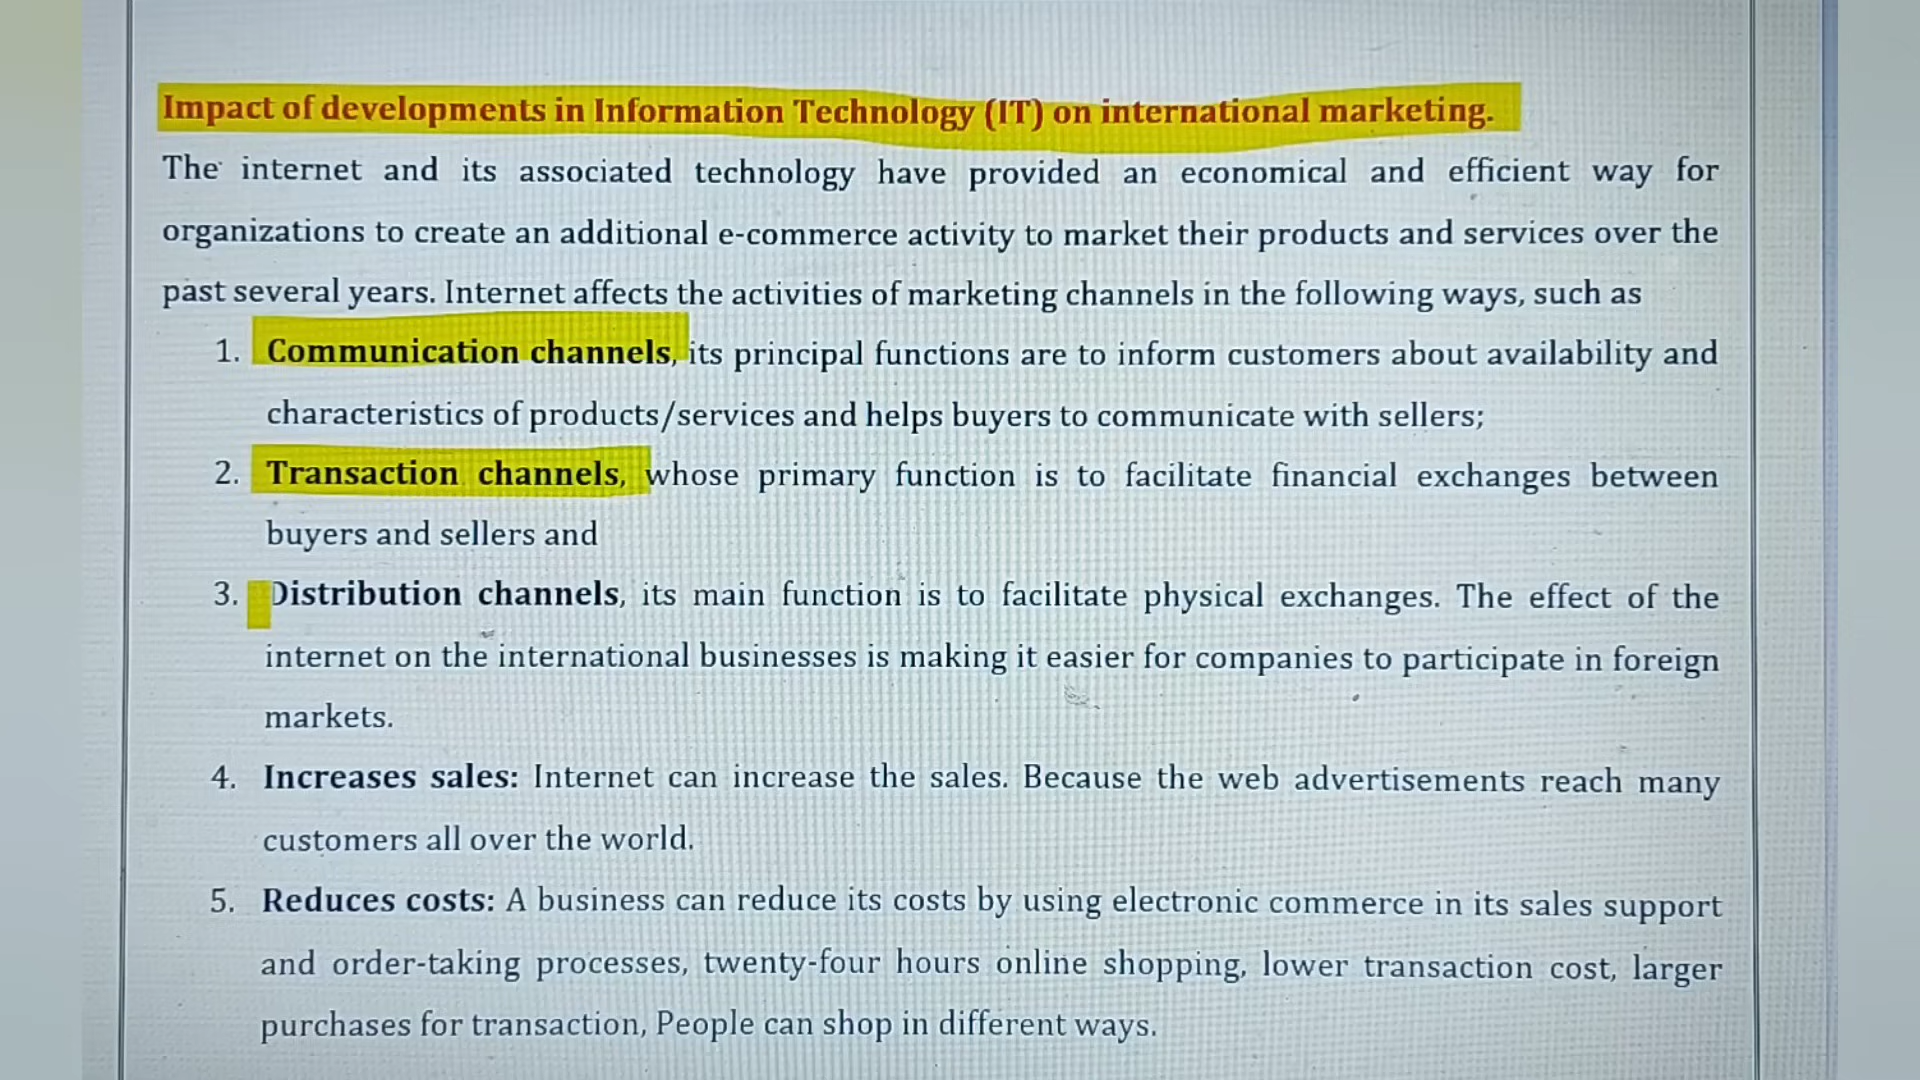 Impact of developments in Information Technology (IT) on international marketing.
The internet and its associated technology have provided an economical and efficient way for
organizations to create an additional e-commerce activity to market their products and services over the
past several years. Internet affects the activities of marketing channels in the following ways, such as
1. Communication channels, its principal functions are to inform customers about availability and
characteristics of products/services and helps buyers to communicate with sellers;
2. Transaction channels, whose primary function is to facilitate financial exchanges between
buyers and sellers and
3. Distribution channels, its main function is to facilitate physical exchanges. The effect of the
internet on the international businesses is making it easier for companies to participate in foreign
markets.
4. Increases sales: Internet can increase the sales. Because the web advertisements reach many
customers all over the world.
5. Reduces costs: A business can reduce its costs by using electronic commerce in its sales support
and order-taking processes, twenty-four hours online shopping, lower transaction cost, larger
purchases for transaction, People can shop in different ways.